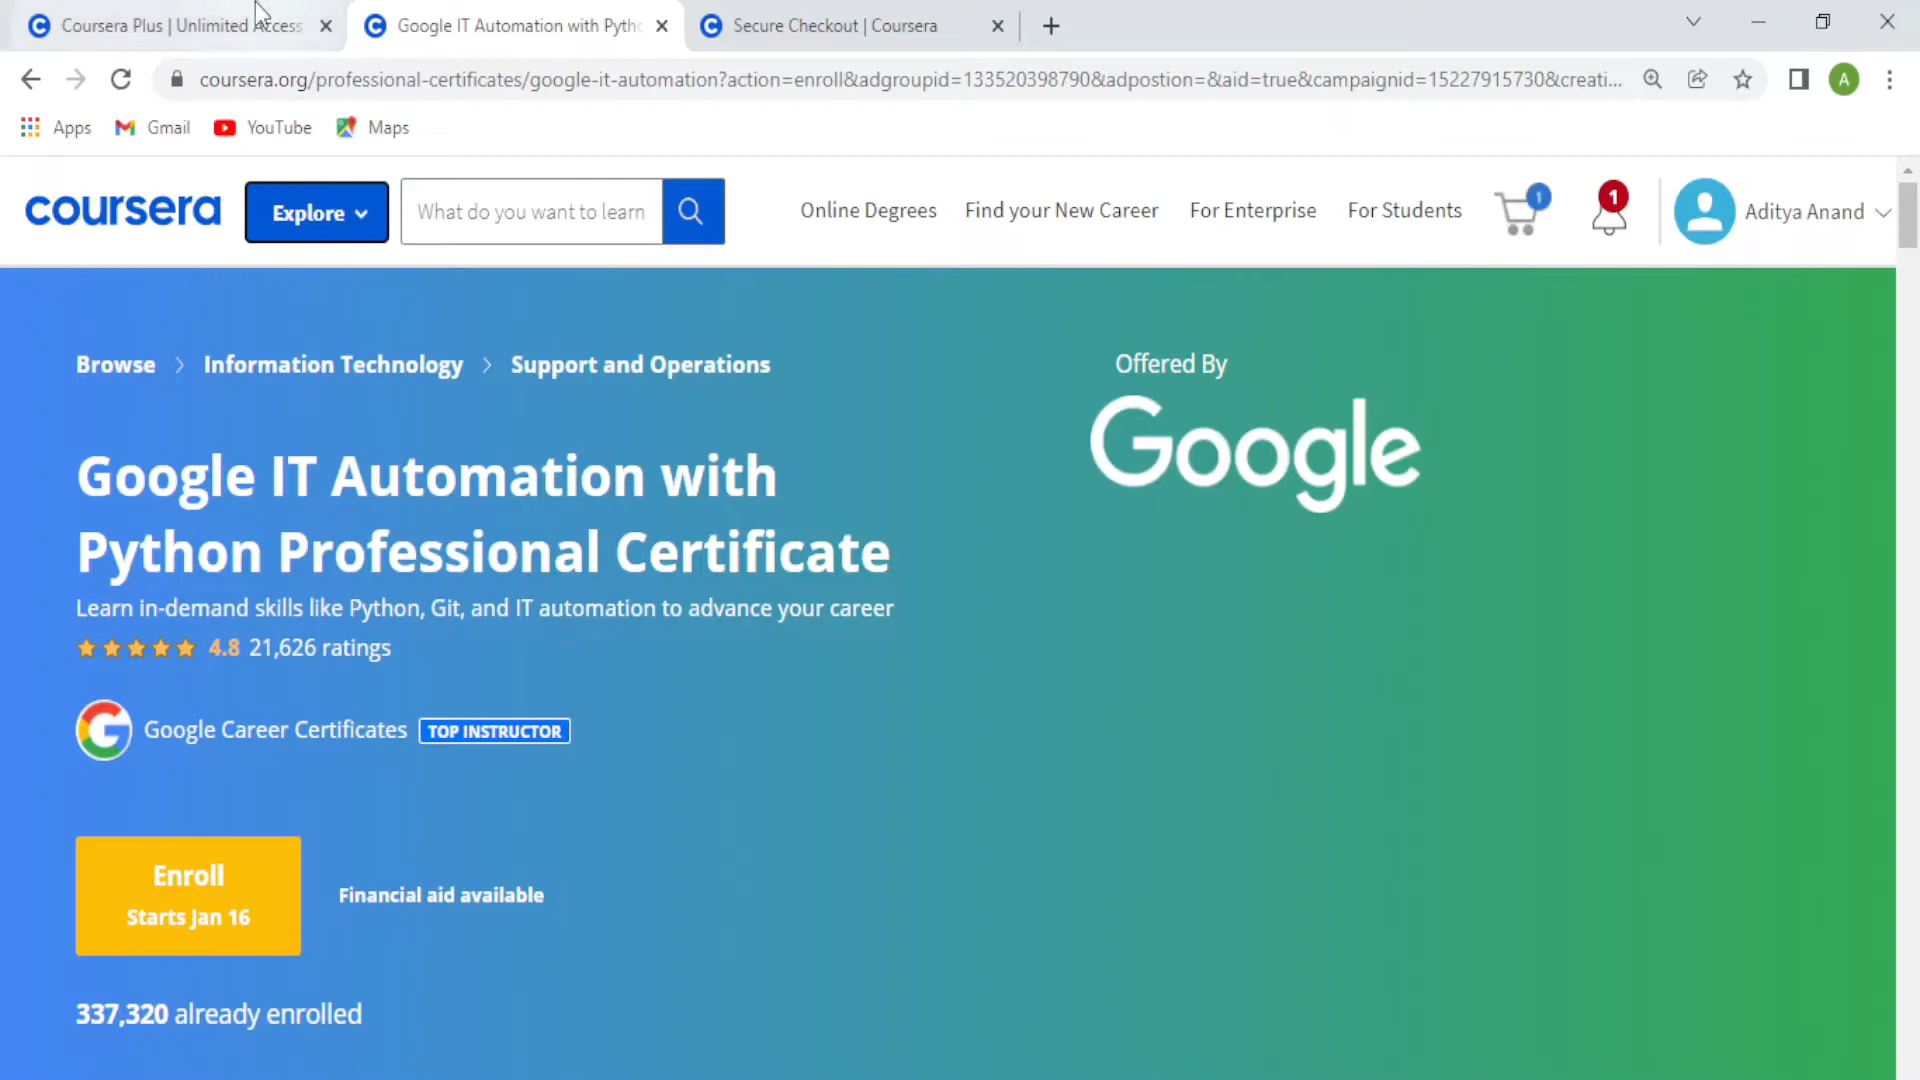 Coursera Plus | Unlimited Access
Google IT Automation with Pytho
Secure Checkout | Coursera
coursera.org/professional-certificates/google-it-automation?action=enroll&adgroupid=133520398790&adpostion=&aid=true&campaignid=15227915730&creati...
A
Apps
Gmail
YouTube
Maps
coursera
Explore
What do you want to learn
Online Degrees
Find your New Career
For Enterprise
For Students
1
1
Aditya Anand
Browse > Information Technology > Support and Operations
Offered By
Google
Google IT Automation with
Python Professional Certificate
Learn in-demand skills like Python, Git, and IT automation to advance your career
4.8 21,626 ratings
Google Career Certificates TOP INSTRUCTOR
Enroll
Starts Jan 16
Financial aid available
337,320 already enrolled